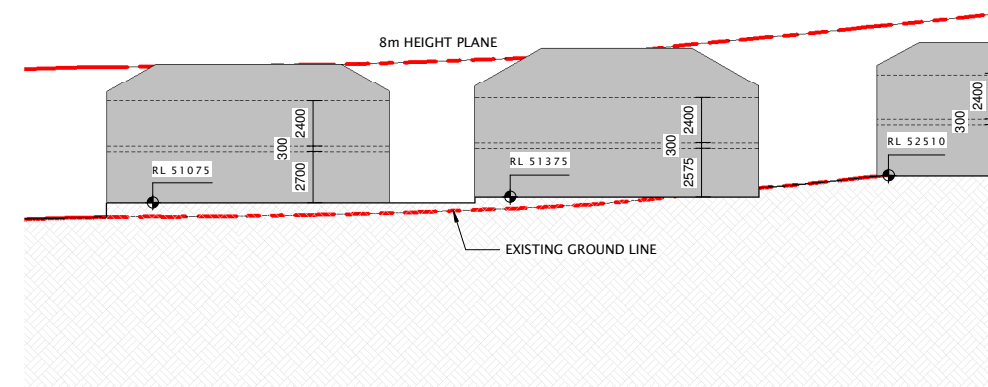 8m HEIGHT PLANE
2400
300
2700
RL 51075
2400
300
2575
RL 51375
2400
300
RL 52510
EXISTING GROUND LINE